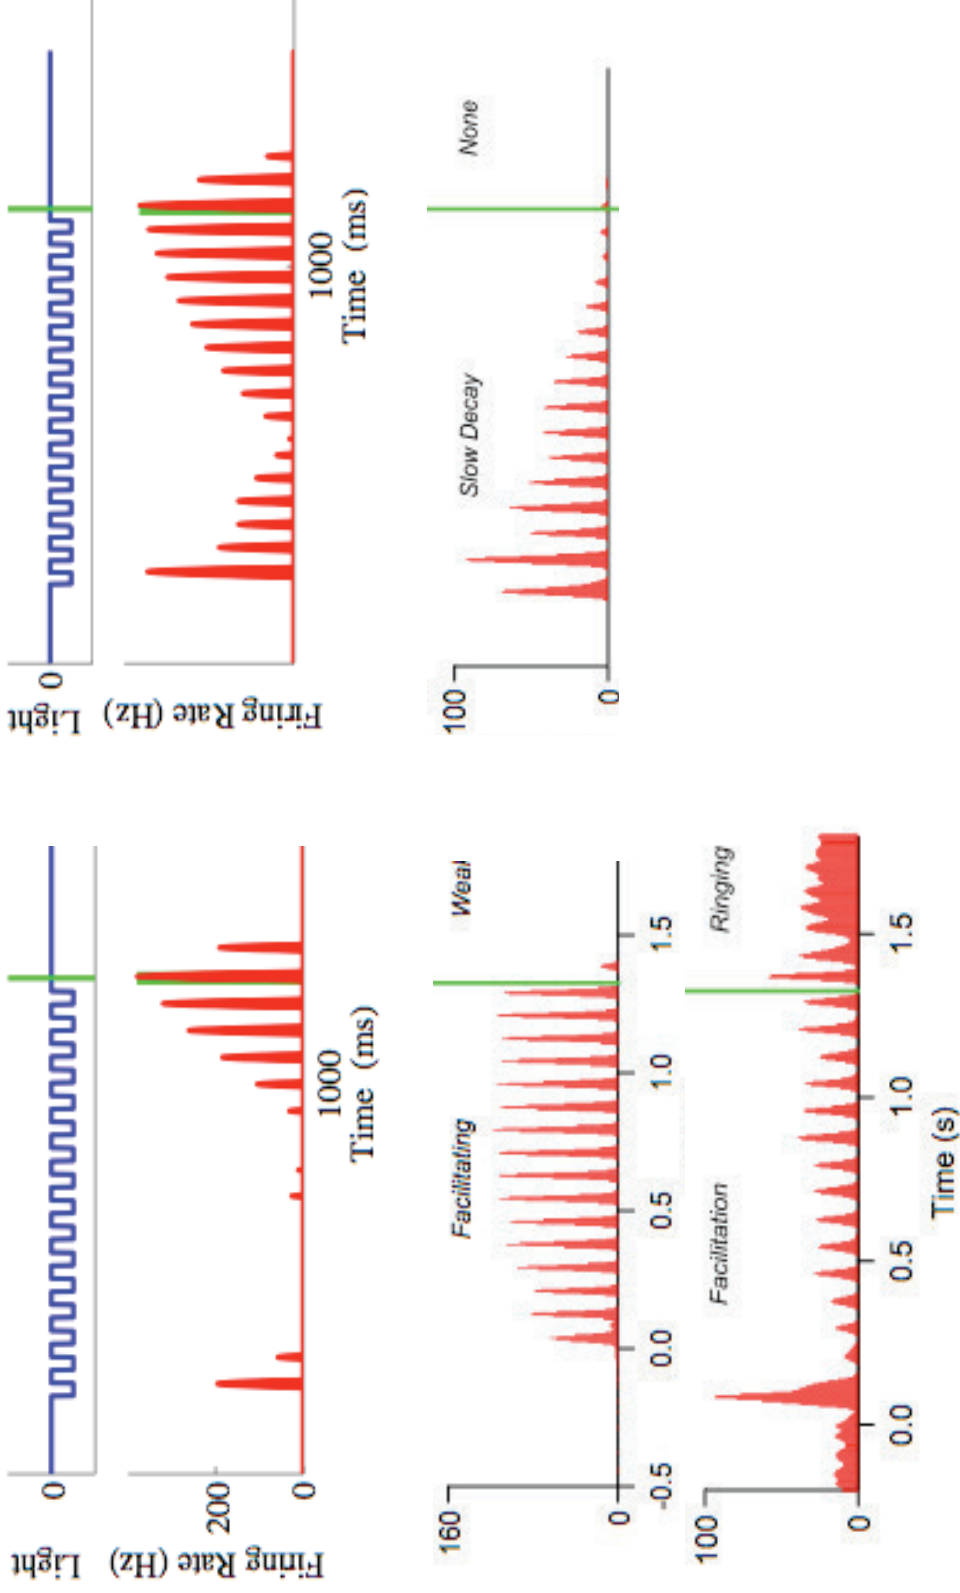 Light
0
Firing Rate (Hz)
200
0
1000
Time (ms)
Light
0
Firing Rate (Hz)
1000
Time (ms)
Facilitating
Weal
160
0
-0.5 0.0 0.5 1.0 1.5
Slow Decay
None
100
0
Facilitation
Ringing
100
0
0.0 0.5 1.0 1.5
Time (s)